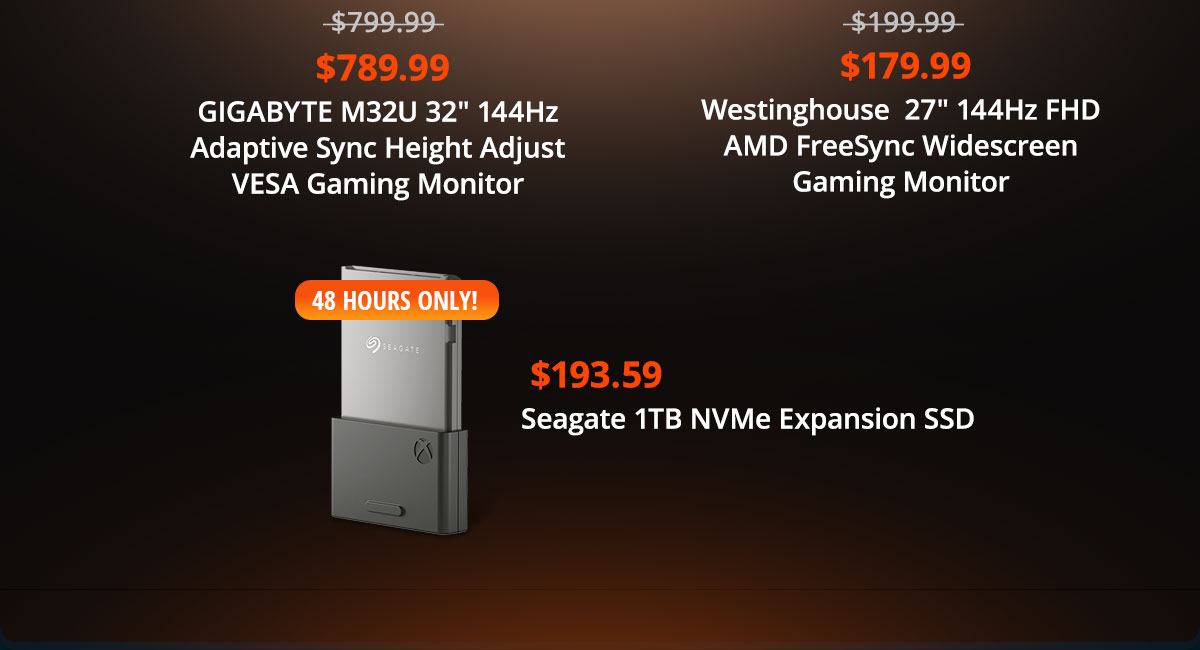 $799.99
$789.99
GIGABYTE M32U 32" 144Hz
Adaptive Sync Height Adjust
VESA Gaming Monitor
$199.99
$179.99
Westinghouse  27" 144Hz FHD
AMD FreeSync Widescreen
Gaming Monitor
48 HOURS ONLY!
SEAGATE
$193.59
Seagate 1TB NVMe Expansion SSD